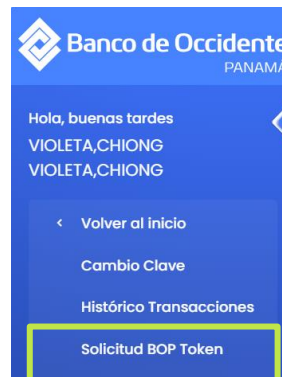 Banco de Occidente
PANAMÁ
Hola, buenas tardes
VIOLETA,CHIONG
VIOLETA,CHIONG
< Volver al inicio
Cambio Clave
Histórico Transacciones
Solicitud BOP Token